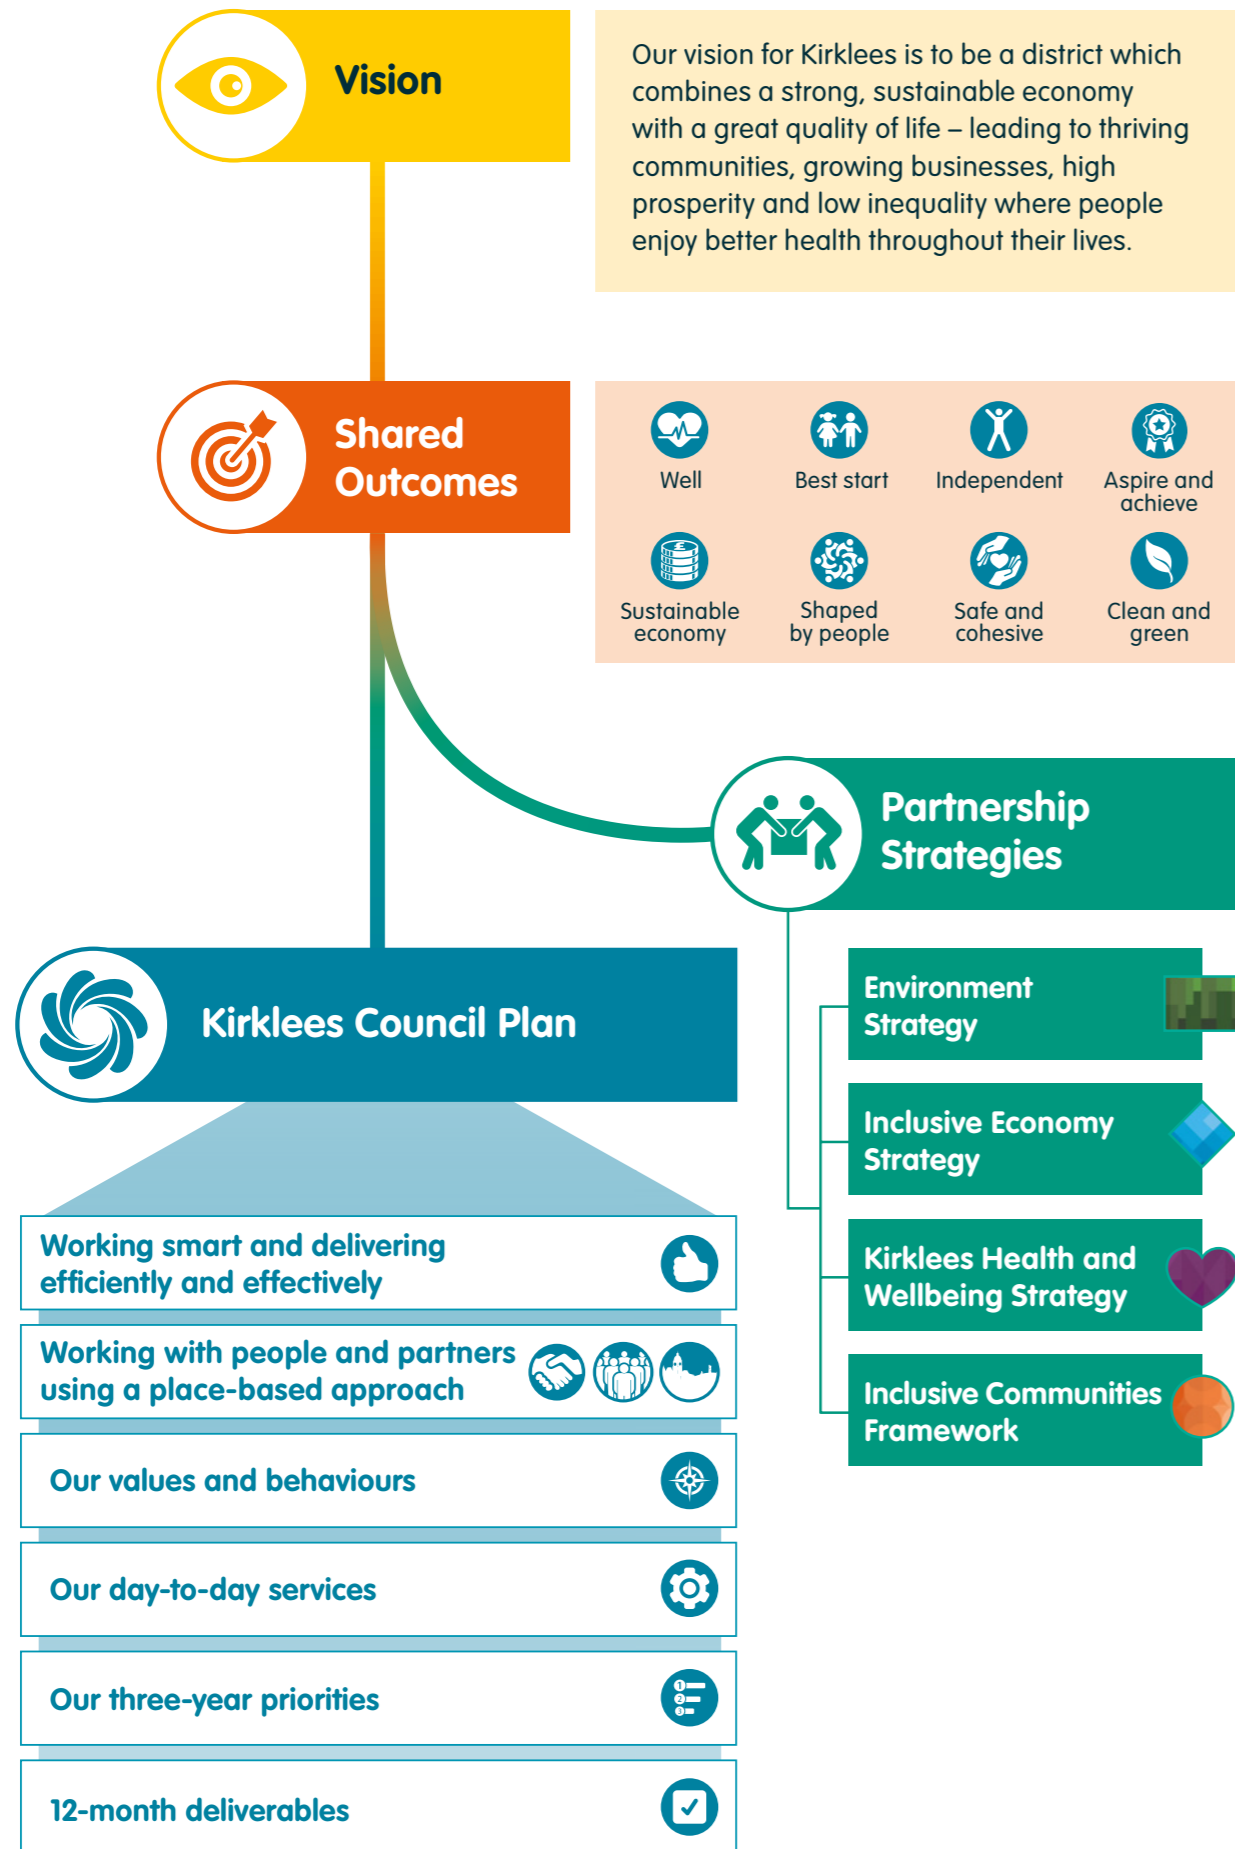 Vision
Our vision for Kirklees is to be a district which
combines a strong, sustainable economy
with a great quality of life – leading to thriving
communities, growing businesses, high
prosperity and low inequality where people
enjoy better health throughout their lives.
Shared
Outcomes
Well
Best start
Independent
Aspire and
achieve
Sustainable
economy
Shaped
by people
Safe and
cohesive
Clean and
green
Partnership
Strategies
Environment
Strategy
Inclusive Economy
Strategy
Kirklees Health and
Wellbeing Strategy
Inclusive Communities
Framework
Kirklees Council Plan
Working smart and delivering
efficiently and effectively
Working with people and partners
using a place-based approach
Our values and behaviours
Our day-to-day services
Our three-year priorities
1
2
3
12-month deliverables